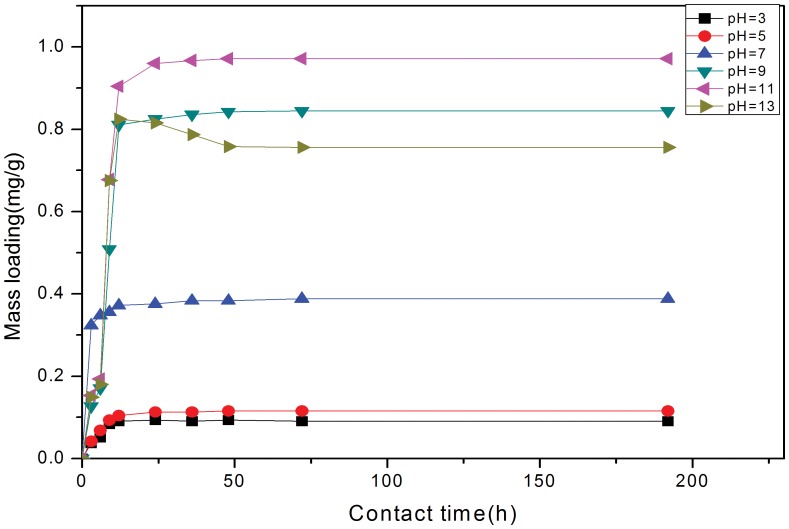 pH=3
pH=5
pH=7
pH=9
pH=11
pH=13
1.0
0.8
0.6
0.4
0.2
0.0
Mass loading(mg/g)
0 50 100 150 200
Contact time(h)